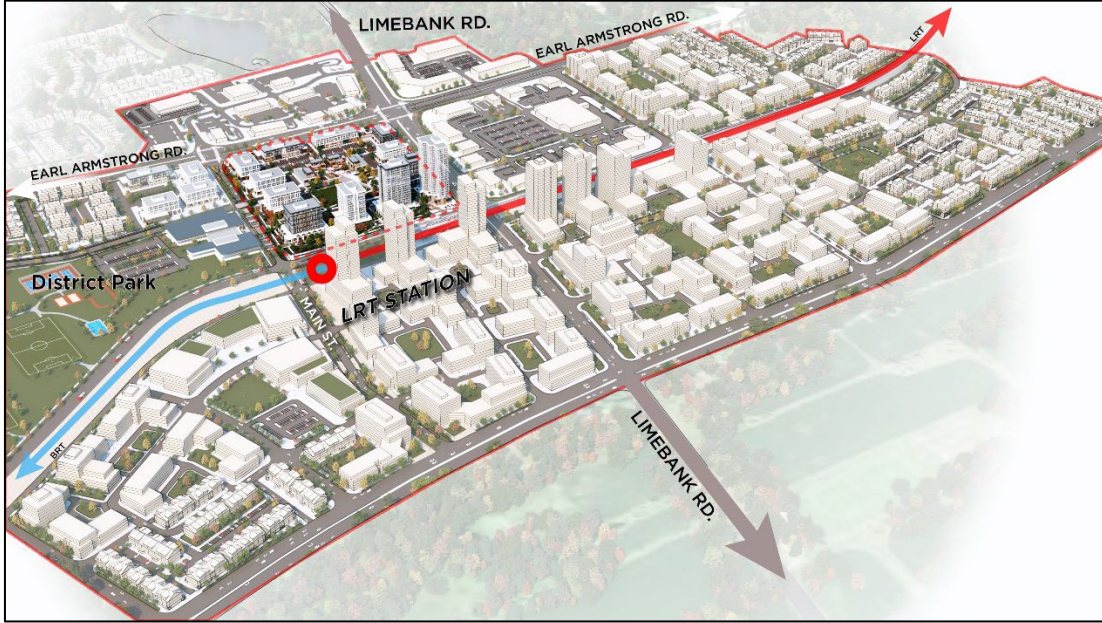 LIMEBANK RD.
EARL ARMSTRONG RD.
LRT
EARL ARMSTRONG RD.
District Park
LRT STATION
MAIN ST.
BRT
LIMEBANK RD.